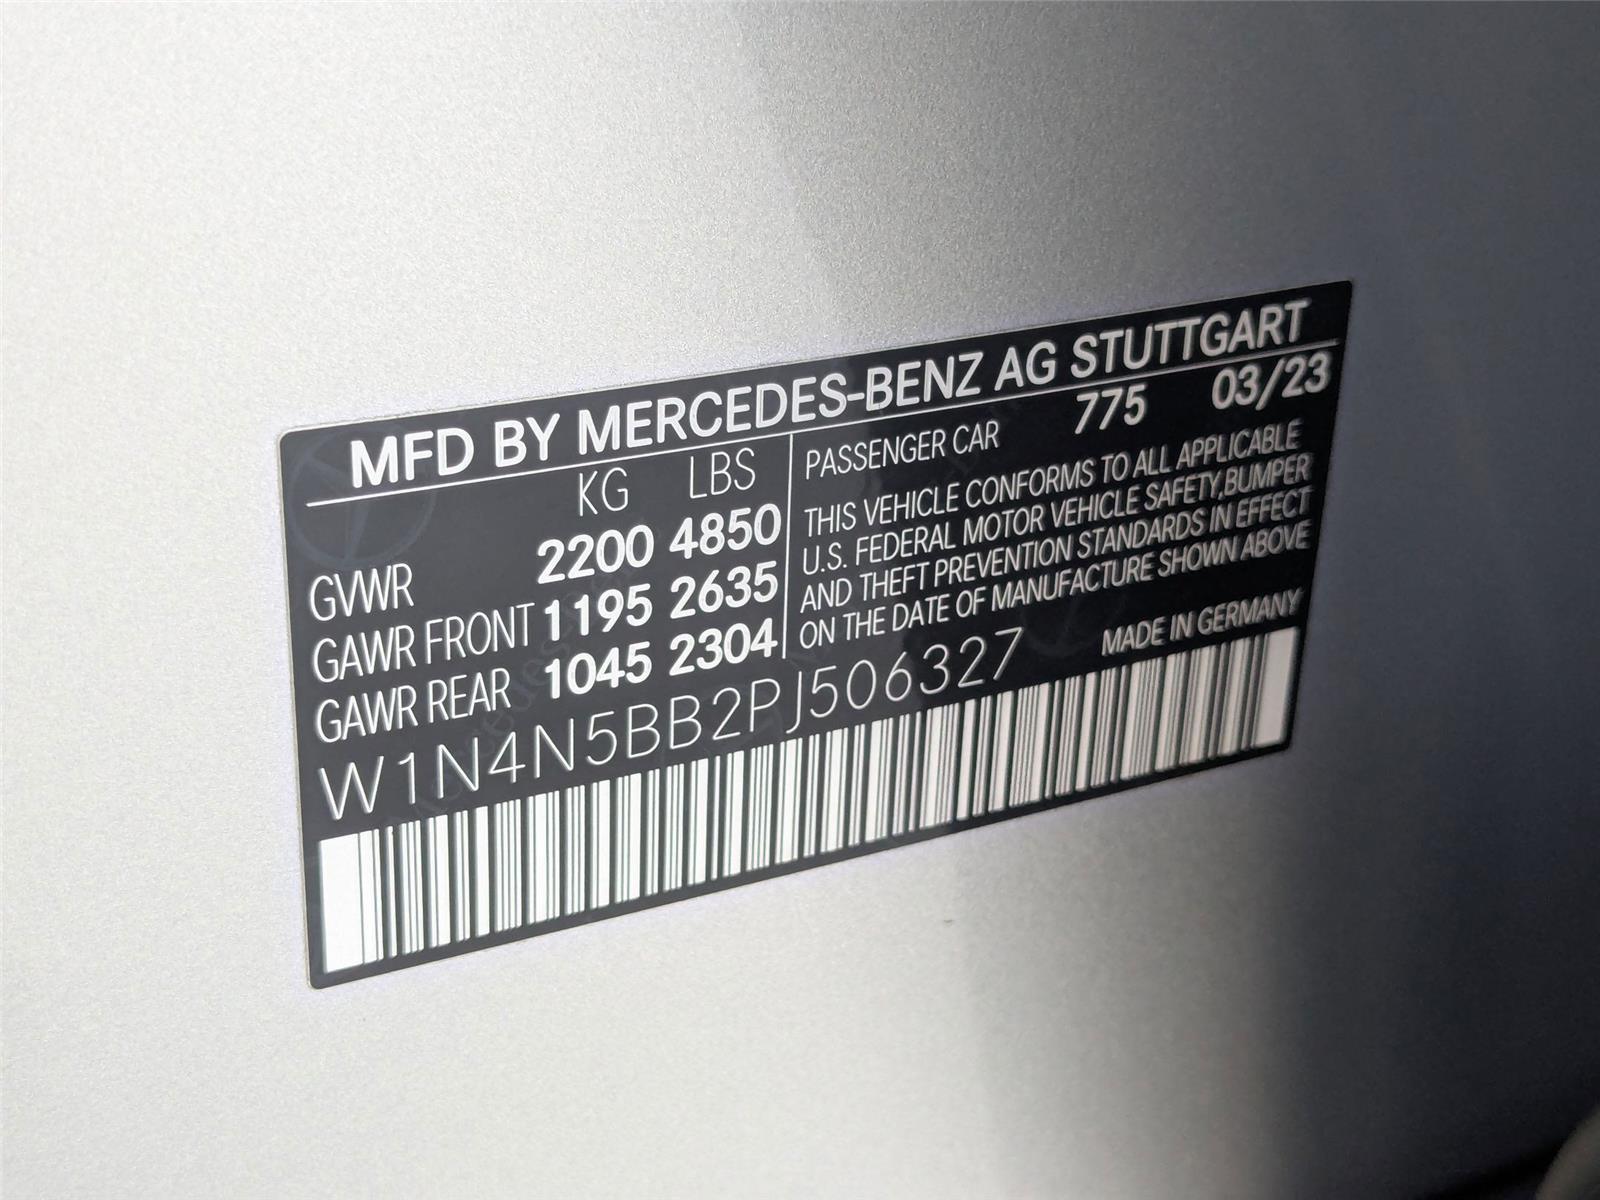 MFD BY MERCEDES-BENZ AG STUTTGART
KG LBS
GVWR 2200 4850
GAWR FRONT 1195 2635
GAWR REAR 1045 2304
PASSENGER CAR 775 03/23
THIS VEHICLE CONFORMS TO ALL APPLICABLE
U.S. FEDERAL MOTOR VEHICLE SAFETY,BUMPER
AND THEFT PREVENTION STANDARDS IN EFFECT
ON THE DATE OF MANUFACTURE SHOWN ABOVE
MADE IN GERMANY
W1N4N5BB2PJ506327